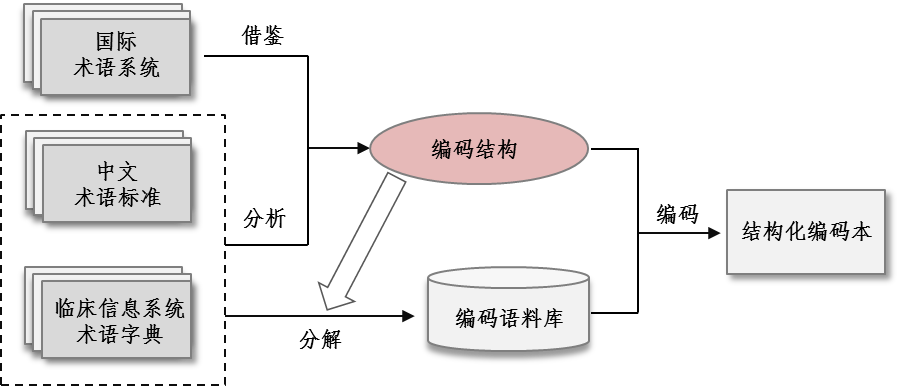 国际
术语系统
借鉴
编码结构
中文
术语标准
分析
编码
结构化编码本
临床信息系统
术语字典
分解
编码语料库